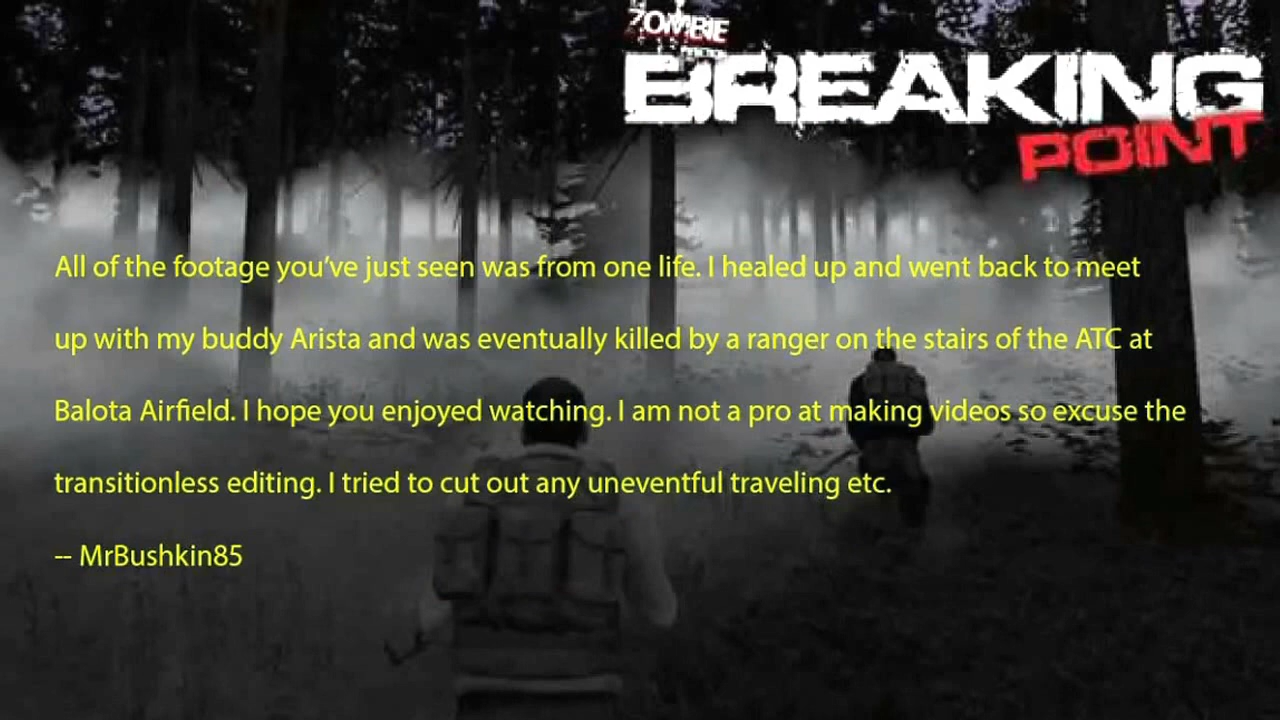 ZOMBIE
BREAKING
POINT
All of the footage you've just seen was from one life. I healed up and went back to meet
up with my buddy Arista and was eventually killed by a ranger on the stairs of the ATC at
Balota Airfield. I hope you enjoyed watching. I am not a pro at making videos so excuse the
transitionless editing. I tried to cut out any uneventful traveling etc.
-- MrBushkin85